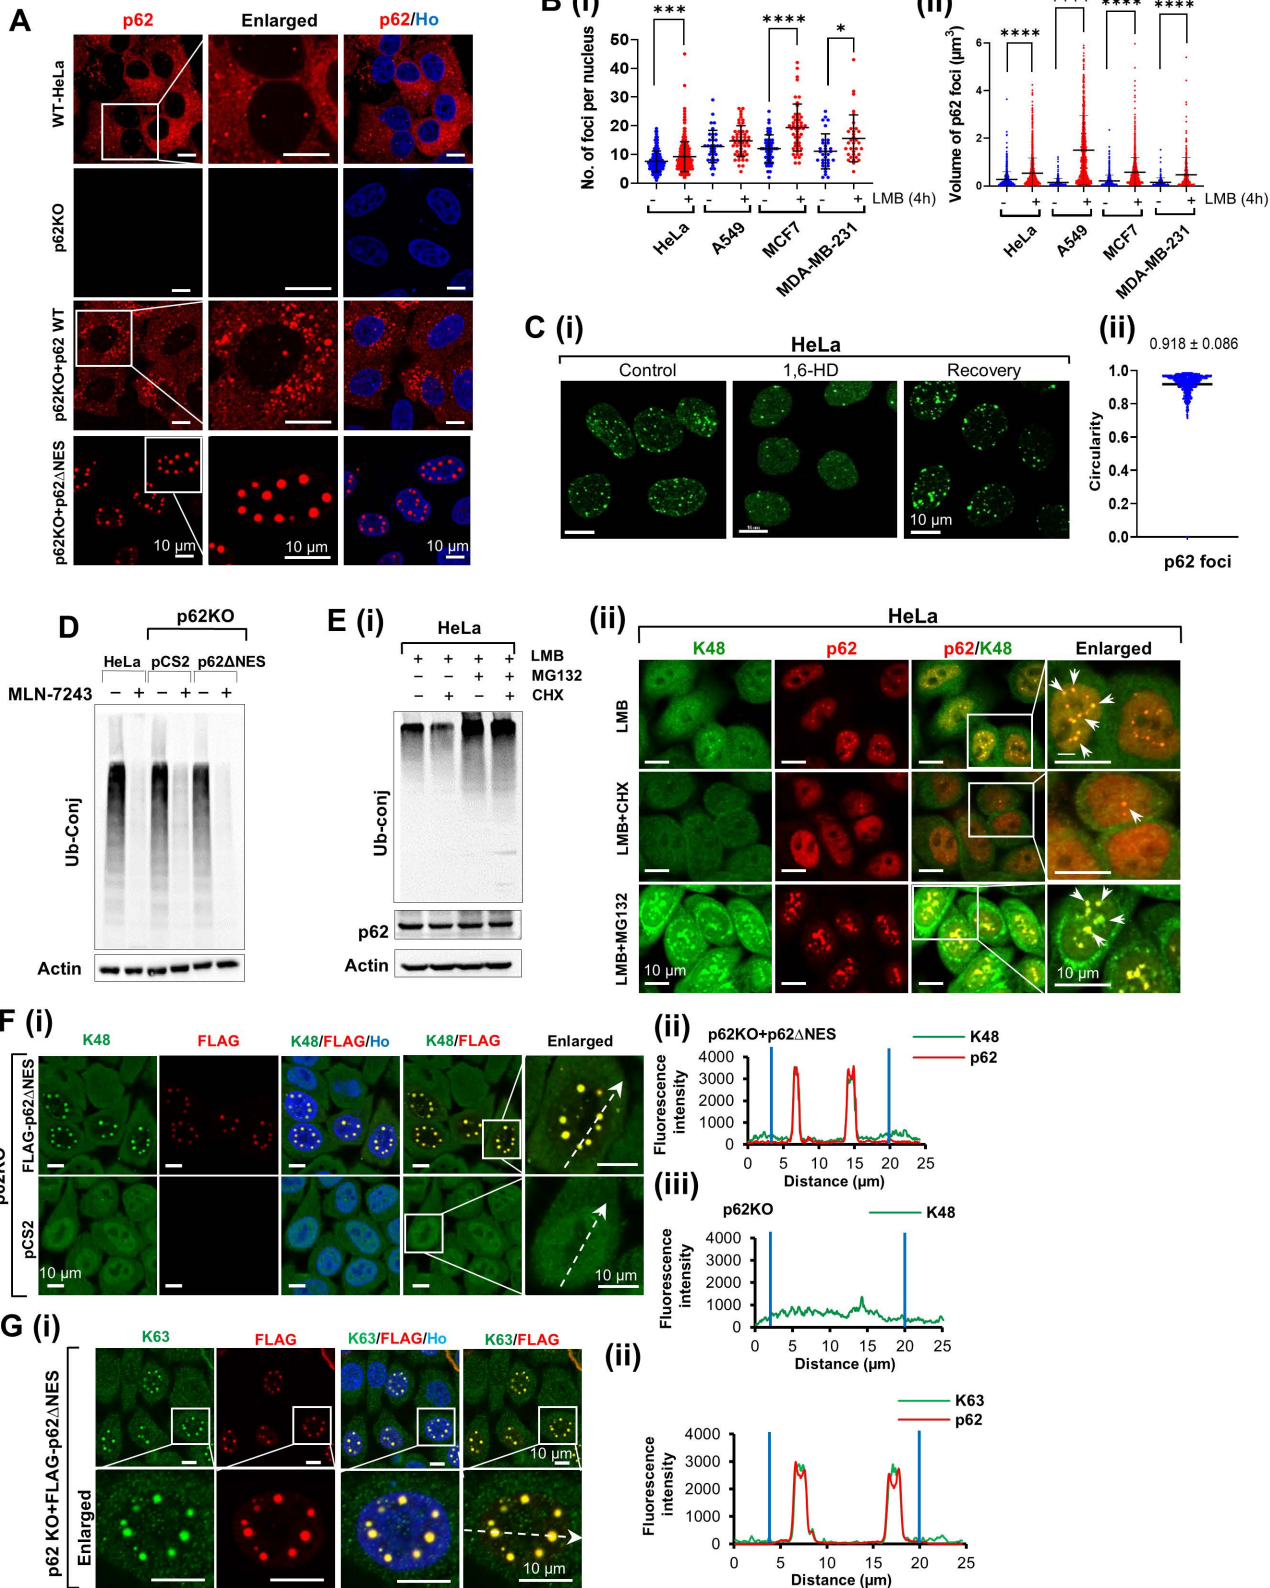 A
p62
Enlarged
p62/Ho
WT-HeLa
p62KO
p62KO+p62 WT
p62KO+p62ΔNES
10 µm
10 µm
10 µm
B (i)
No. of foci per nucleus
50
40
30
20
10
0
***
****
*
- + - + - + - + LMB (4h)
HeLa
A549
MCF7
MDA-MB-231
(ii)
Volume of p62 foci (µm³)
6
4
2
0
****
****
****
****
- + - + - + - + LMB (4h)
HeLa
A549
MCF7
MDA-MB-231
C (i)
HeLa
Control
1,6-HD
Recovery
10 µm
(ii)
0.918 ± 0.086
Circularity
1.0
0.8
0.6
0.4
0.2
0.0
p62 foci
D
p62KO
HeLa pCS2 p62ΔNES
MLN-7243 − + − + − +
Ub-Conj
Actin
E (i)
HeLa
+ + + + LMB
− − + + MG132
− + − + CHX
Ub-conj
p62
Actin
(ii)
HeLa
K48
p62
p62/K48
Enlarged
LMB
LMB+CHX
LMB+MG132
10 µm
10 µm
F (i)
K48
FLAG
K48/FLAG/Ho
K48/FLAG
Enlarged
p62KO
FLAG-p62ΔNES
pCS2
10 µm
10 µm
(ii)
p62KO+p62ΔNES
K48
p62
Fluorescence
intensity
4000
3000
2000
1000
0
0 5 10 15 20 25
Distance (µm)
(iii)
p62KO
K48
Fluorescence
intensity
4000
3000
2000
1000
0
0 5 10 15 20 25
Distance (µm)
G (i)
K63
FLAG
K63/FLAG/Ho
K63/FLAG
p62 KO+FLAG-p62ΔNES
Enlarged
10 µm
10 µm
(ii)
K63
p62
Fluorescence
intensity
4000
3000
2000
1000
0
0 5 10 15 20 25
Distance (µm)